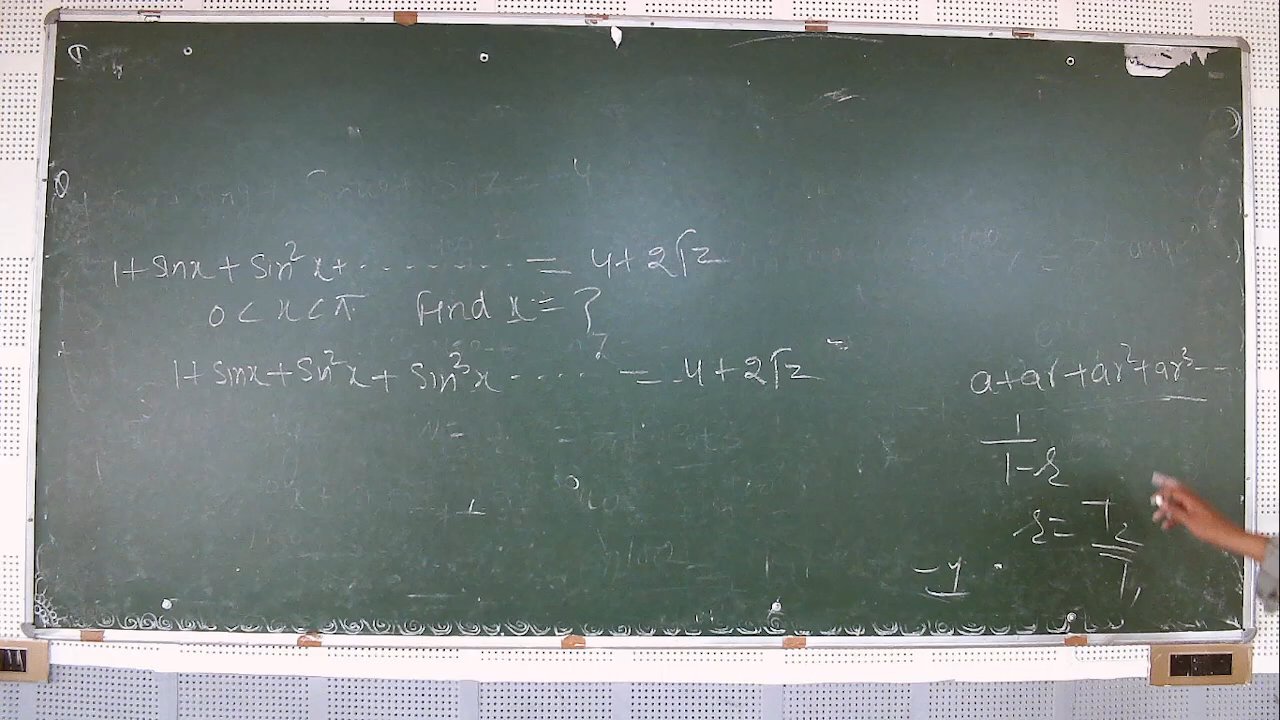 1+sinx+sin²x+........= 4+2√2
0<x<π Find x=?
1+sinx+sin²x+sin³x.....=4+2√2
a+ar+ar²+ar³--
1/1-r
r= T₂/T₁
-1